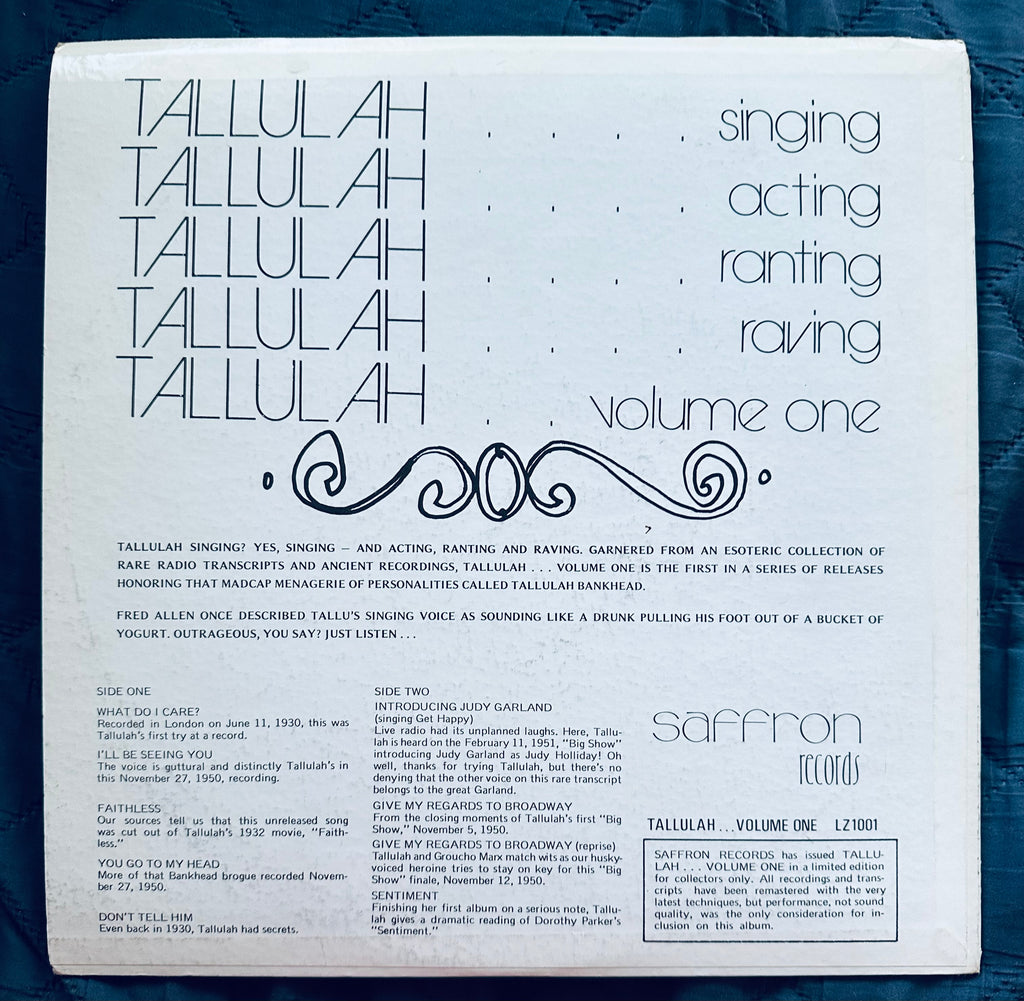 TALLULAH . . . . singing
TALLULAH . . . . acting
TALLULAH . . . . ranting
TALLULAH . . . . raving
TALLULAH . . volume one
TALLULAH SINGING? YES, SINGING — AND ACTING, RANTING AND RAVING. GARNERED FROM AN ESOTERIC COLLECTION OF
RARE RADIO TRANSCRIPTS AND ANCIENT RECORDINGS, TALLULAH . . . VOLUME ONE IS THE FIRST IN A SERIES OF RELEASES
HONORING THAT MADCAP MENAGERIE OF PERSONALITIES CALLED TALLULAH BANKHEAD.
FRED ALLEN ONCE DESCRIBED TALLU'S SINGING VOICE AS SOUNDING LIKE A DRUNK PULLING HIS FOOT OUT OF A BUCKET OF
YOGURT. OUTRAGEOUS, YOU SAY? JUST LISTEN . . .
SIDE ONE
WHAT DO I CARE?
Recorded in London on June 11, 1930, this was
Tallulah's first try at a record.
I'LL BE SEEING YOU
The voice is guttural and distinctly Tallulah's in
this November 27, 1950, recording.
FAITHLESS
Our sources tell us that this unreleased song
was cut out of Tallulah's 1932 movie, "Faith-
less."
YOU GO TO MY HEAD
More of that Bankhead brogue recorded Novem-
ber 27, 1950.
DON'T TELL HIM
Even back in 1930, Tallulah had secrets.
SIDE TWO
INTRODUCING JUDY GARLAND
(singing Get Happy)
Live radio had its unplanned laughs. Here, Tallu-
lah is heard on the February 11, 1951, "Big Show"
introducing Judy Garland as Judy Holliday! Oh
well, thanks for trying Tallulah, but there's no
denying that the other voice on this rare transcript
belongs to the great Garland.
GIVE MY REGARDS TO BROADWAY
From the closing moments of Tallulah's first "Big
Show," November 5, 1950.
GIVE MY REGARDS TO BROADWAY (reprise)
Tallulah and Groucho Marx match wits as our husky-
voiced heroine tries to stay on key for this "Big
Show" finale, November 12, 1950.
SENTIMENT
Finishing her first album on a serious note, Tallu-
lah gives a dramatic reading of Dorothy Parker's
"Sentiment."
saffron
records
TALLULAH . . . VOLUME ONE LZ1001
SAFFRON RECORDS has issued TALLU-
LAH . . . VOLUME ONE in a limited edition
for collectors only. All recordings and trans-
cripts have been remastered with the very
latest techniques, but performance, not sound
quality, was the only consideration for in-
clusion on this album.